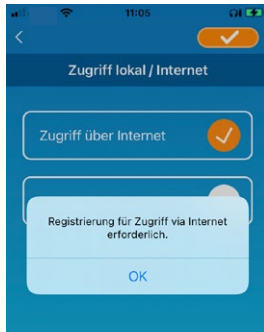 11:05
Zugriff lokal / Internet
Zugriff über Internet
Registrierung für Zugriff via Internet
erforderlich.
OK